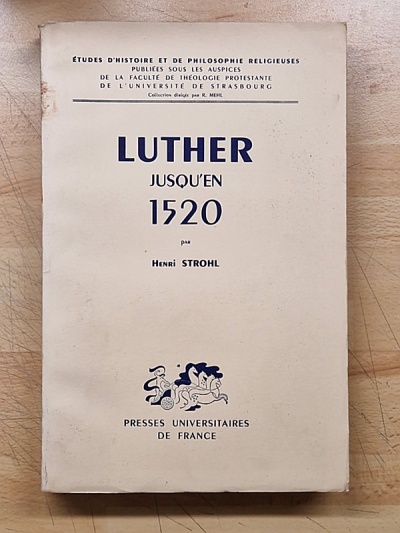 ÉTUDES D'HISTOIRE ET DE PHILOSOPHIE RELIGIEUSES
PUBLIÉES SOUS LES AUSPICES
DE LA FACULTÉ DE THÉOLOGIE PROTESTANTE
DE L'UNIVERSITÉ DE STRASBOURG
Collection dirigée par R. MEHL
LUTHER
JUSQU'EN
1520
par
Henri STROHL
PRESSES UNIVERSITAIRES
DE FRANCE